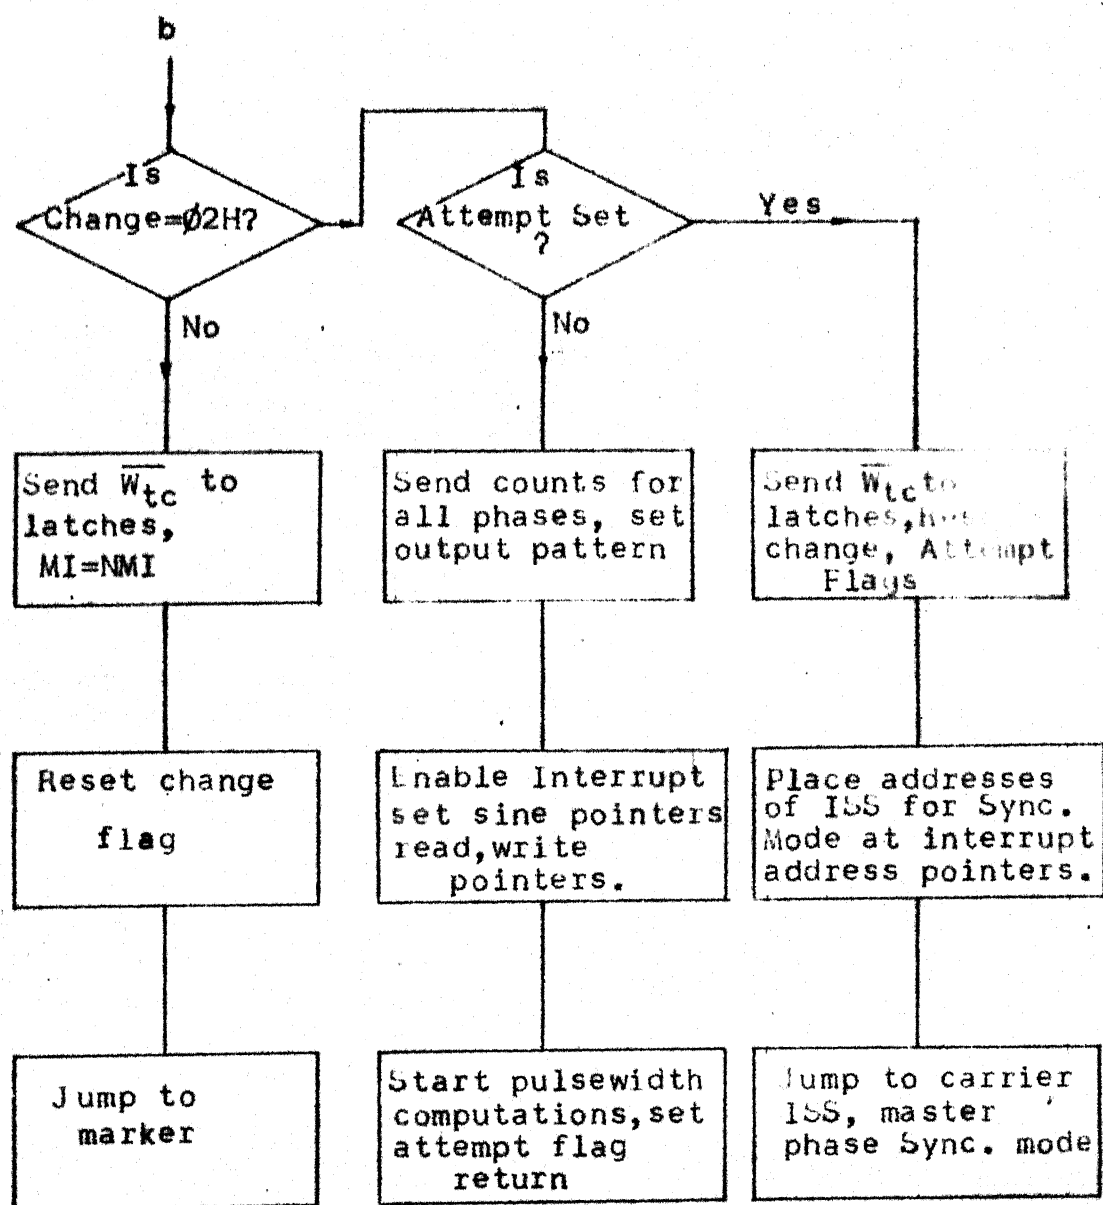 b
Is
Change=Ø2H?
No
Is
Attempt Set
?
Yes
No
Send W̅t̅c̅ to
latches,
MI=NMI
Send counts for
all phases, set
output pattern
Send W̅t̅c̅ to
latches,
change, Attempt
Flags
Reset change
flag
Enable Interrupt
set sine pointers
read,write
pointers.
Place addresses
of ISS for Sync.
Mode at interrupt
address pointers.
Jump to
marker
Start pulsewidth
computations,set
attempt flag
return
Jump to carrier
ISS, master
phase Sync. mode